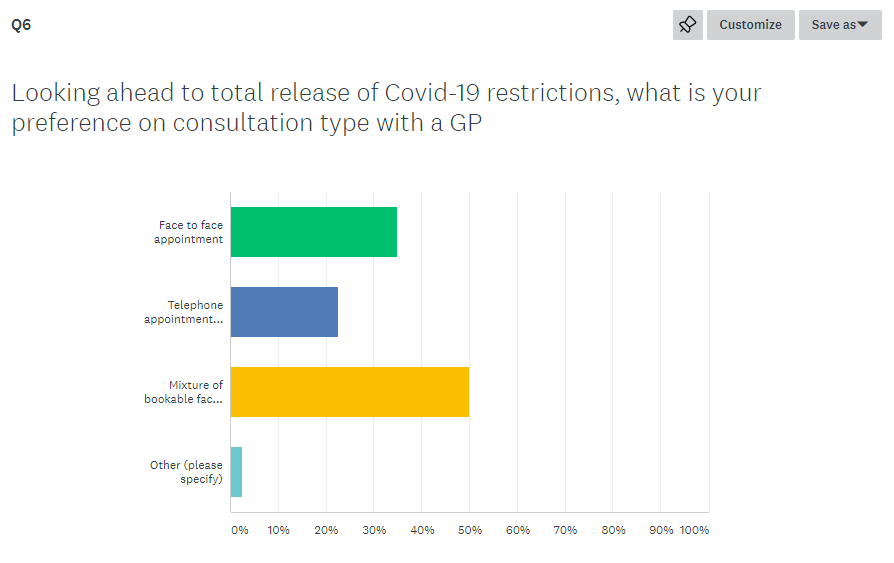 Q6
Customize
Save as
Looking ahead to total release of Covid-19 restrictions, what is your
preference on consultation type with a GP
Face to face
appointment
Telephone
appointment...
Mixture of
bookable fac...
Other (please
specify)
0% 10% 20% 30% 40% 50% 60% 70% 80% 90% 100%